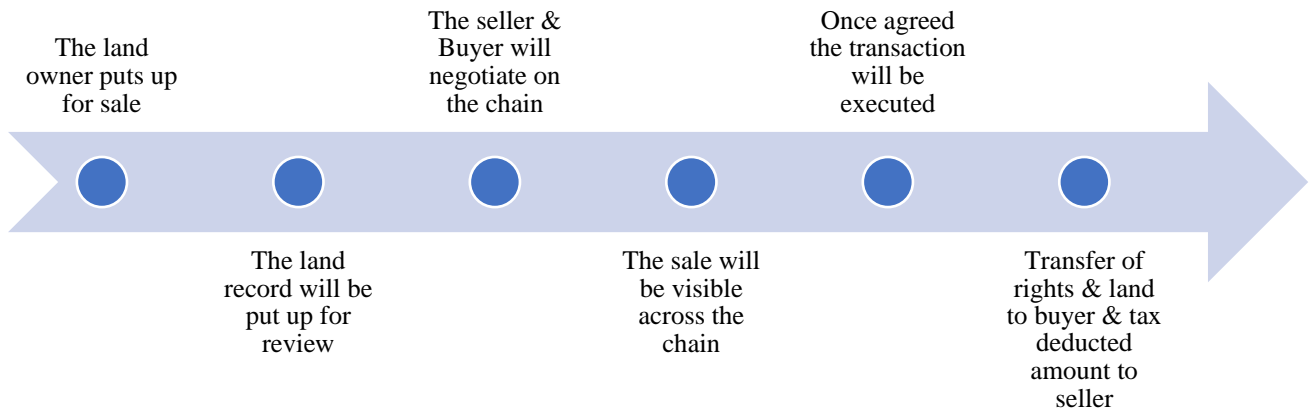 The land
owner puts up
for sale
The land
record will be
put up for
review
The seller &
Buyer will
negotiate on
the chain
The sale will
be visible
across the
chain
Once agreed
the transaction
will be
executed
Transfer of
rights & land
to buyer & tax
deducted
amount to
seller